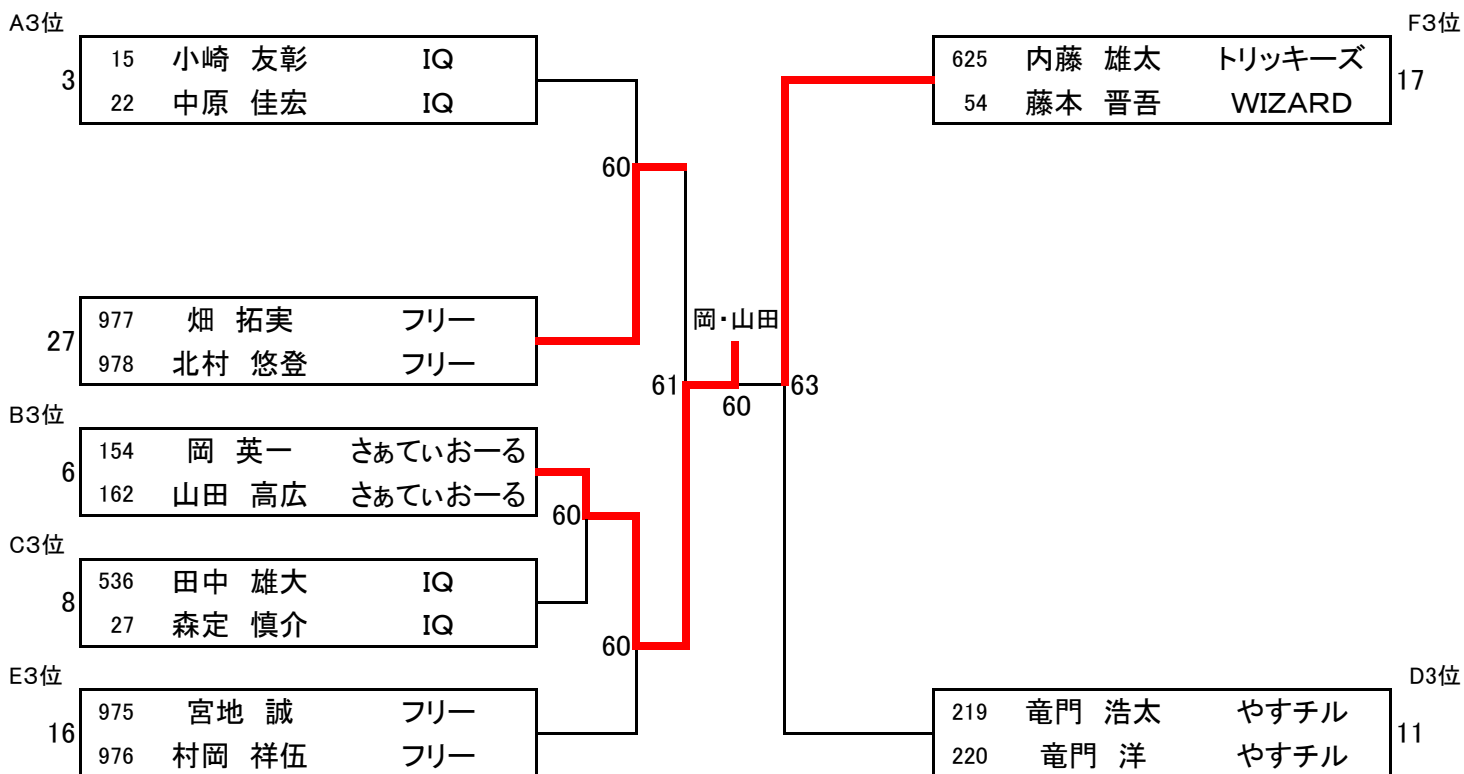 A3位
3
15 小崎 友彰 IQ
22 中原 佳宏 IQ
60
27
977 畑 拓実 フリー
978 北村 悠登 フリー
B3位
6
154 岡 英一 さぁてぃおーる
162 山田 高広 さぁてぃおーる
60
C3位
8
536 田中 雄大 IQ
27 森定 慎介 IQ
60
E3位
16
975 宮地 誠 フリー
976 村岡 祥伍 フリー
61
岡・山田
60
63
F3位
625 内藤 雄太 トリッキーズ
54 藤本 晋吾 WIZARD
17
D3位
219 竜門 浩太 やすチル
220 竜門 洋 やすチル
11